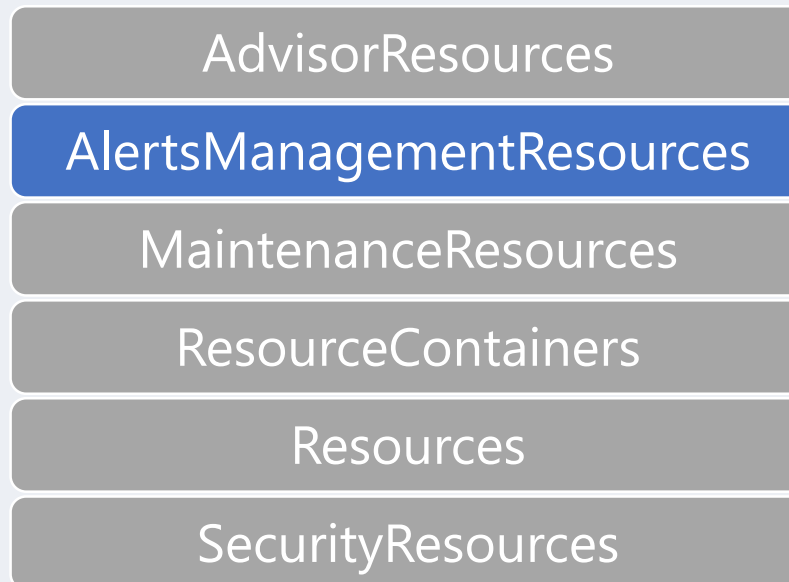 AdvisorResources
AlertsManagementResources
MaintenanceResources
ResourceContainers
Resources
SecurityResources